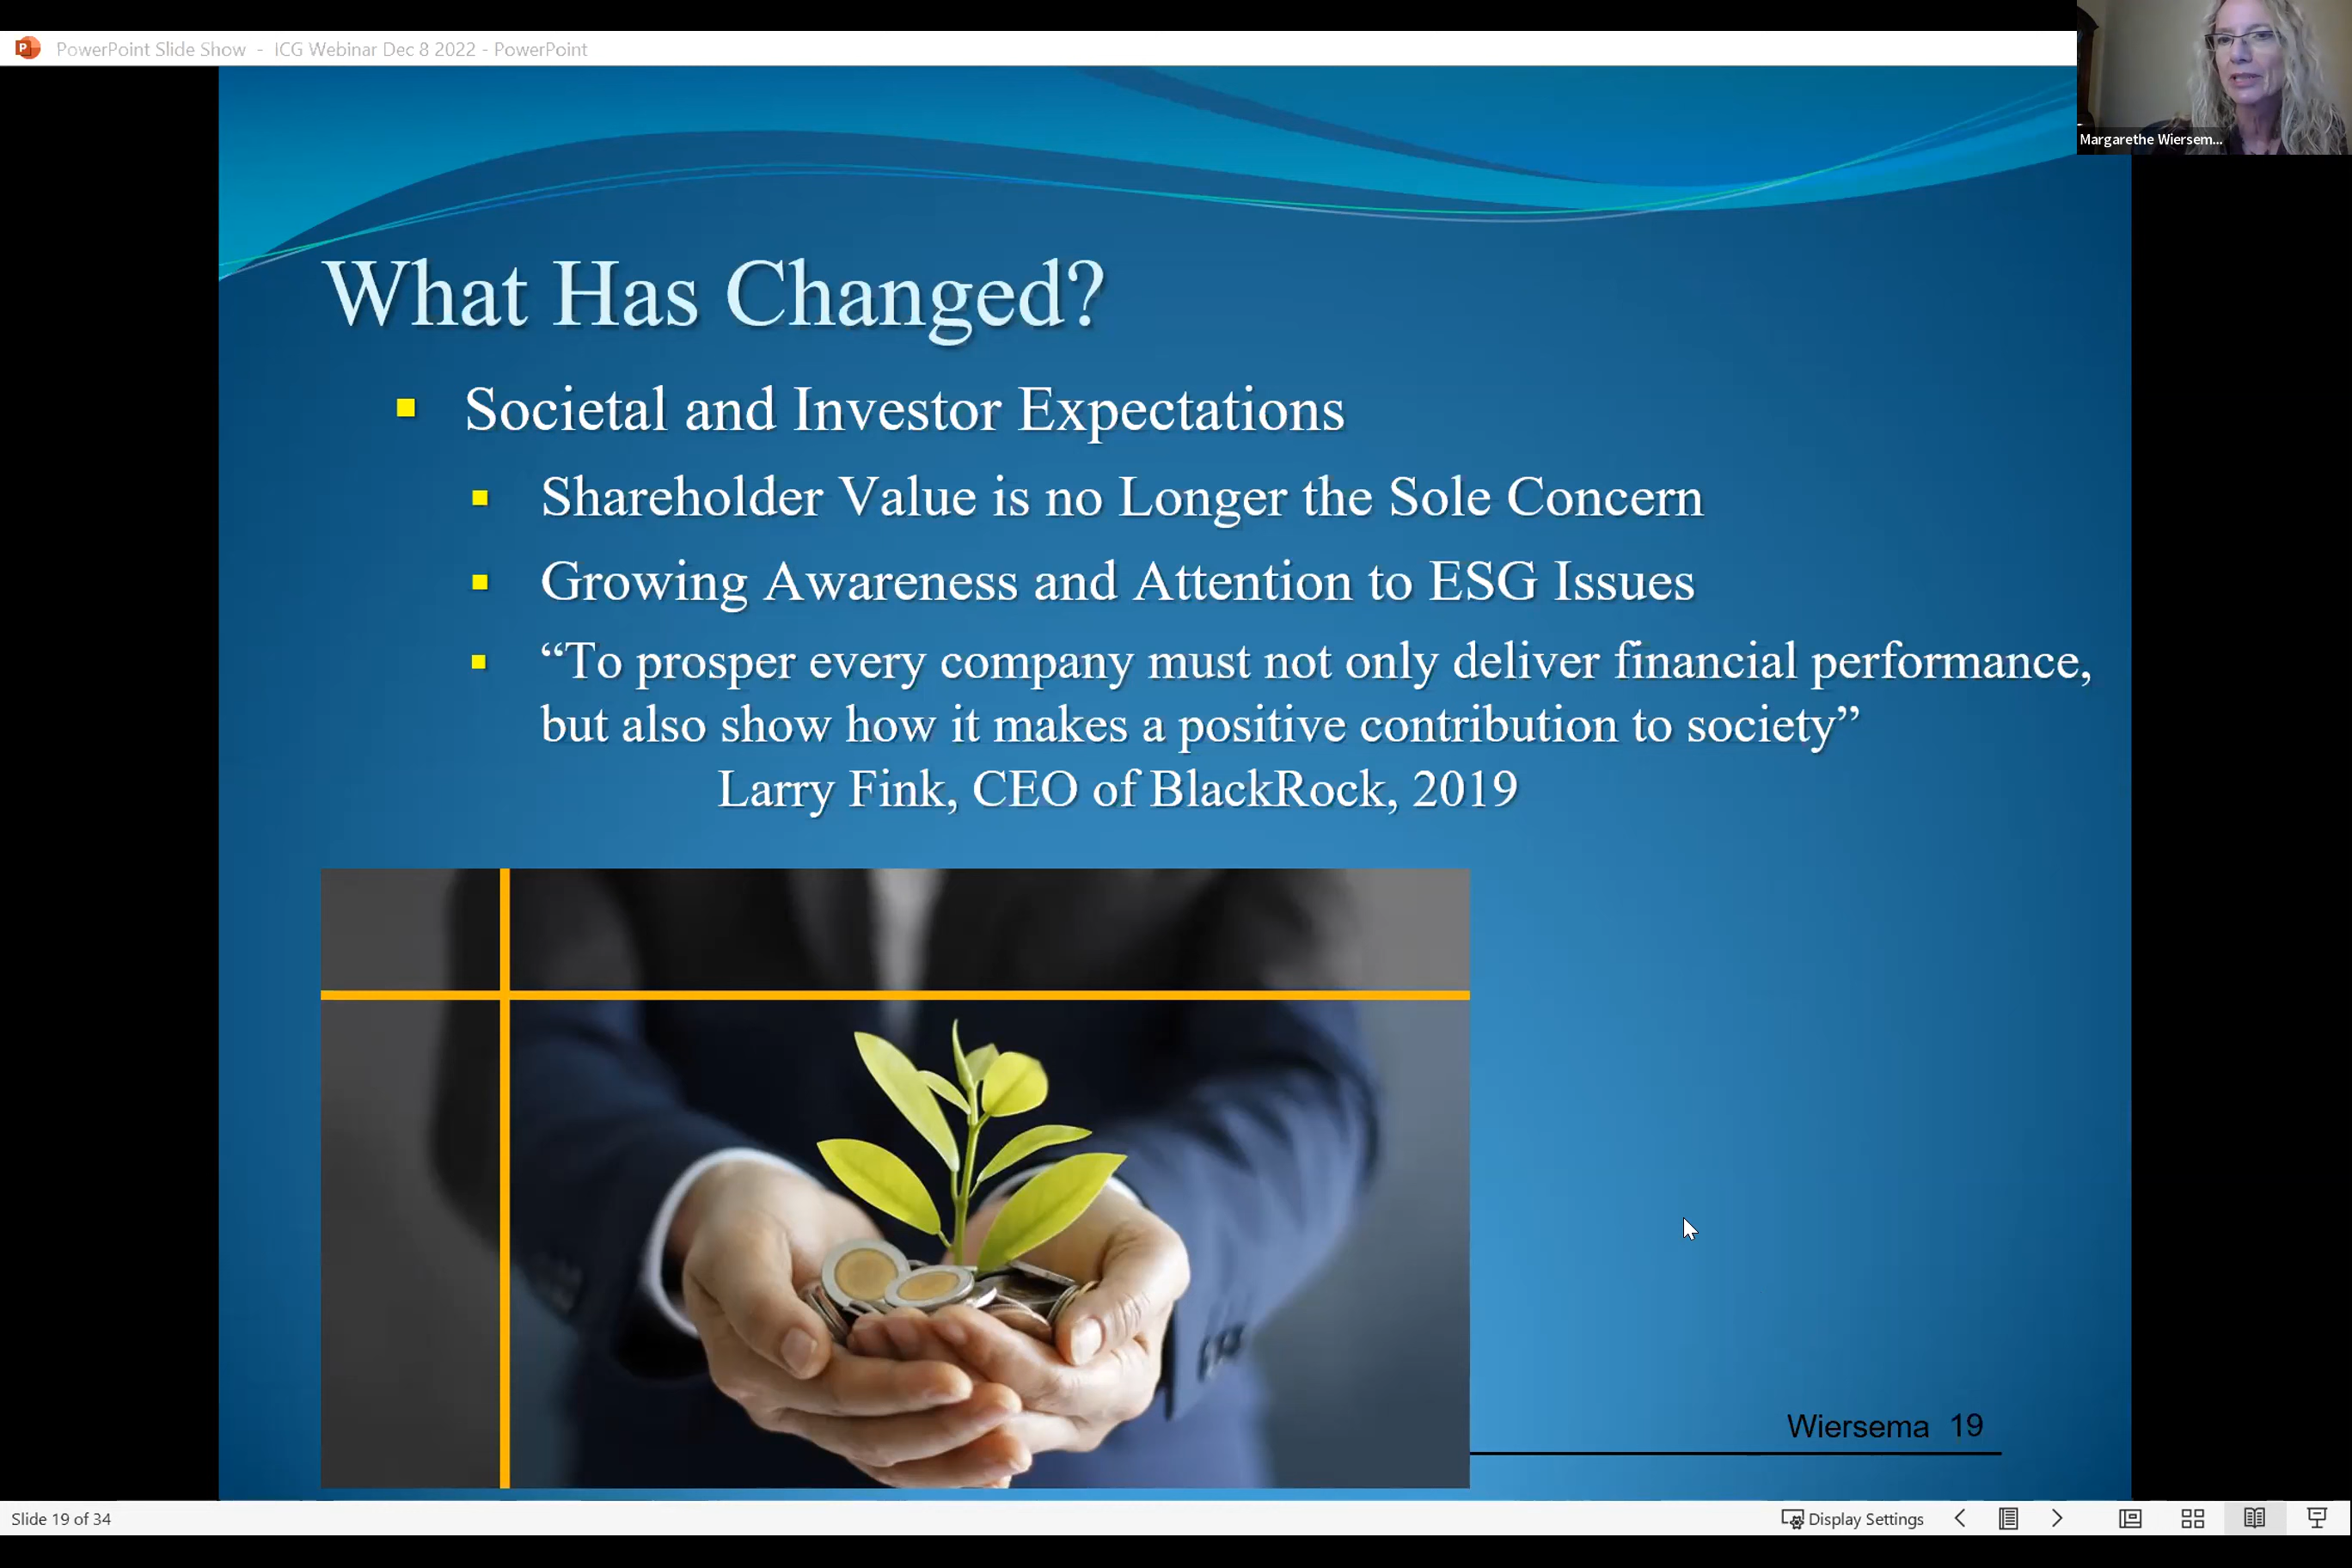 PowerPoint Slide Show - ICG Webinar Dec 8 2022 - PowerPoint
Margarethe Wiersem...
What Has Changed?
Societal and Investor Expectations
Shareholder Value is no Longer the Sole Concern
Growing Awareness and Attention to ESG Issues
“To prosper every company must not only deliver financial performance,
but also show how it makes a positive contribution to society”
Larry Fink, CEO of BlackRock, 2019
Wiersema 19
Slide 19 of 34
Display Settings